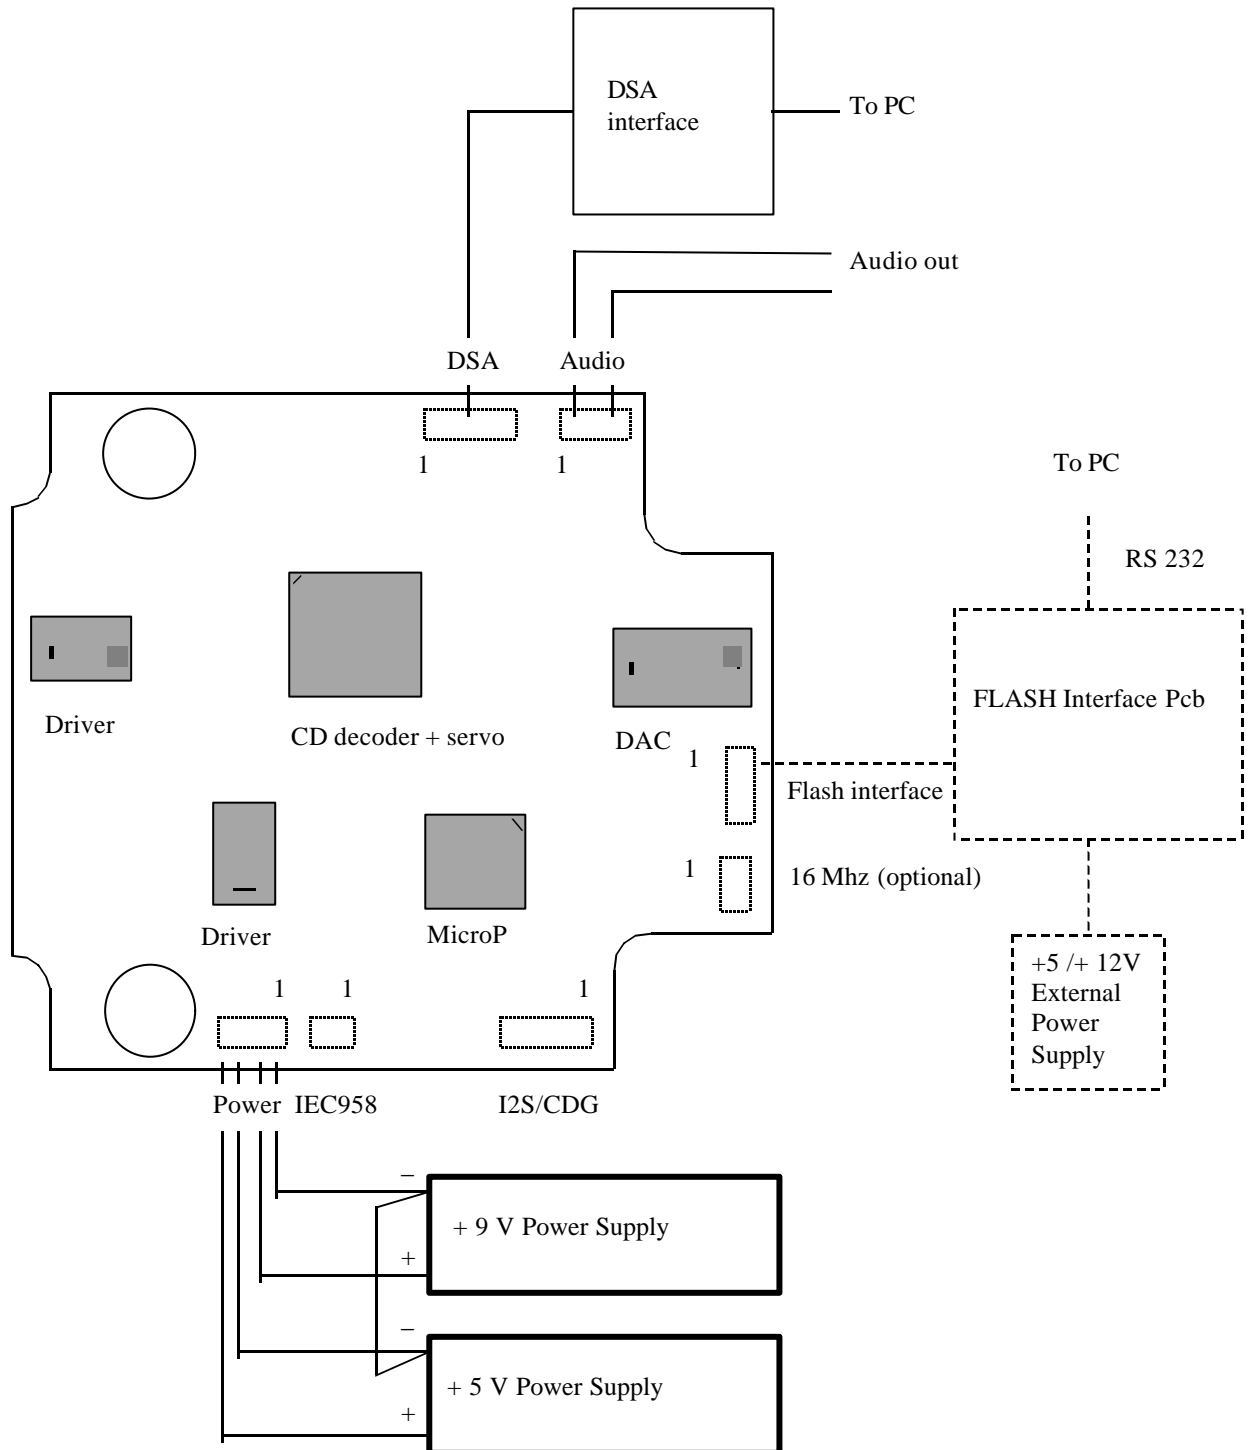 DSA
interface
To PC
Audio out
DSA
Audio
1
1
To PC
RS 232
FLASH Interface Pcb
Driver
CD decoder + servo
DAC
1
Flash interface
1
16 Mhz (optional)
Driver
MicroP
+5 /+ 12V
External
Power
Supply
1
1
1
Power
IEC958
I2S/CDG
–
+ 9 V Power Supply
+
–
+ 5 V Power Supply
+